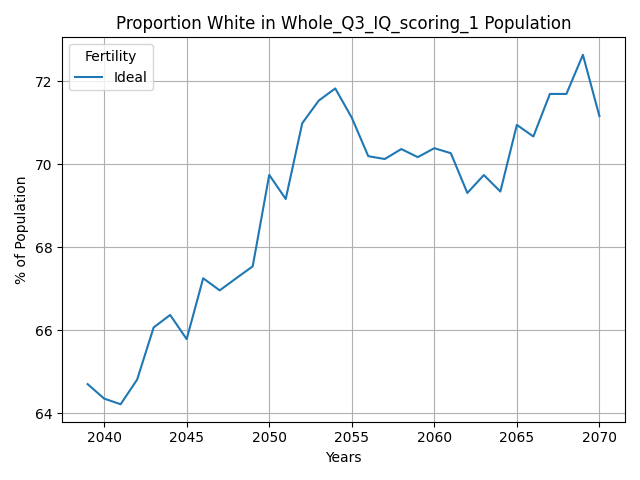 Proportion White in Whole_Q3_IQ_scoring_1 Population
Fertility
Ideal
% of Population
72
70
68
66
64
2040 2045 2050 2055 2060 2065 2070
Years